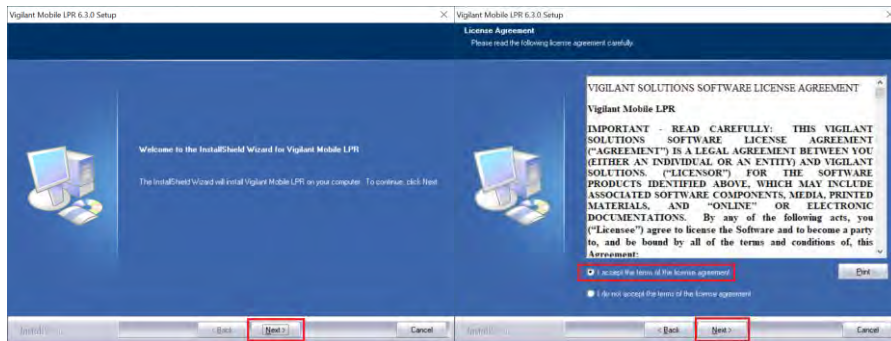 Vigilant Mobile LPR 6.3.0 Setup
Welcome to the InstallShield Wizard for Vigilant Mobile LPR
The InstallShield Wizard will install Vigilant Mobile LPR on your computer. To continue, click Next.
< Back
Next >
Cancel
Vigilant Mobile LPR 6.3.0 Setup
License Agreement
Please read the following license agreement carefully.
VIGILANT SOLUTIONS SOFTWARE LICENSE AGREEMENT
Vigilant Mobile LPR
IMPORTANT - READ CAREFULLY: THIS VIGILANT
SOLUTIONS SOFTWARE LICENSE AGREEMENT
("AGREEMENT") IS A LEGAL AGREEMENT BETWEEN YOU
(EITHER AN INDIVIDUAL OR AN ENTITY) AND VIGILANT
SOLUTIONS. ("LICENSOR") FOR THE SOFTWARE
PRODUCTS IDENTIFIED ABOVE, WHICH MAY INCLUDE
ASSOCIATED SOFTWARE COMPONENTS, MEDIA, PRINTED
MATERIALS, AND "ONLINE" OR ELECTRONIC
DOCUMENTATIONS. By any of the following acts, you
("Licensee") agree to license the Software and to become a party
to, and be bound by all of the terms and conditions of, this
Agreement:
I accept the terms of the license agreement
Print
I do not accept the terms of the license agreement
< Back
Next >
Cancel